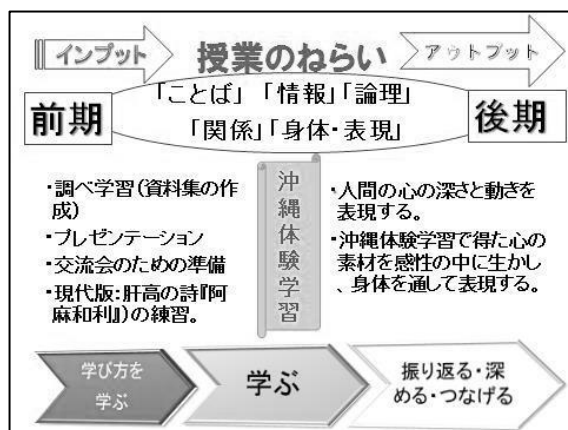 インプット
授業のねらい
アウトプット
前期
「ことば」「情報」「論理」
「関係」「身体・表現」
後期
・調べ学習(資料集の作
成)
・プレゼンテーション
・交流会のための準備
・現代版:肝高の詩『阿
麻和利』)の練習。
沖縄体験学習
・人間の心の深さと動きを
表現する。
・沖縄体験学習で得た心の
素材を感性の中に生かし
、身体を通して表現する。
学び方を
学ぶ
学ぶ
振り返る・深
める・つなげる